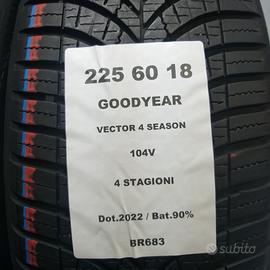 225 60 18
GOODYEAR
VECTOR 4 SEASON
104V
4 STAGIONI
Dot.2022 / Bat.90%
BR683
subito